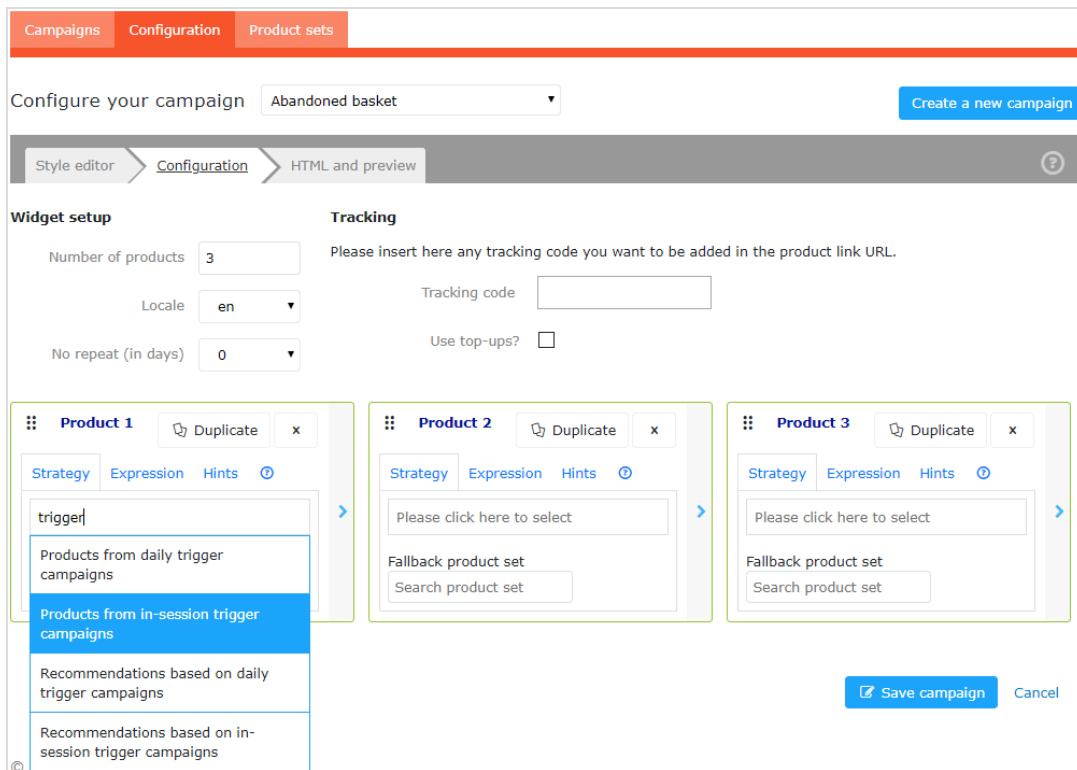 Campaigns Configuration Product sets
Configure your campaign Abandoned basket Create a new campaign
Style editor Configuration HTML and preview ?
Widget setup Tracking
Number of products 3 Please insert here any tracking code you want to be added in the product link URL.
Tracking code
Locale en
Use top-ups?
No repeat (in days) 0
Product 1 Duplicate x Product 2 Duplicate x Product 3 Duplicate x
Strategy Expression Hints ? Strategy Expression Hints ? Strategy Expression Hints ?
trigger Please click here to select Please click here to select
Products from daily trigger
campaigns
Fallback product set Fallback product set
Search product set Search product set
Products from in-session trigger
campaigns
Recommendations based on daily
trigger campaigns
Save campaign Cancel
Recommendations based on in-
session trigger campaigns
©